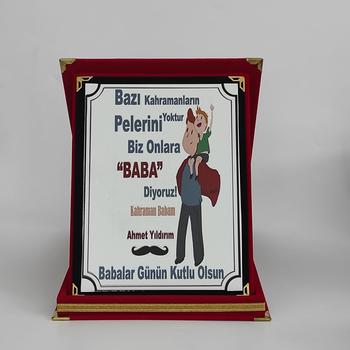 Bazı Kahramanların
Pelerini Yoktur
Biz Onlara
“BABA”
Diyoruz!
Kahraman Babam
Ahmet Yıldırım
Babalar Günün Kutlu Olsun